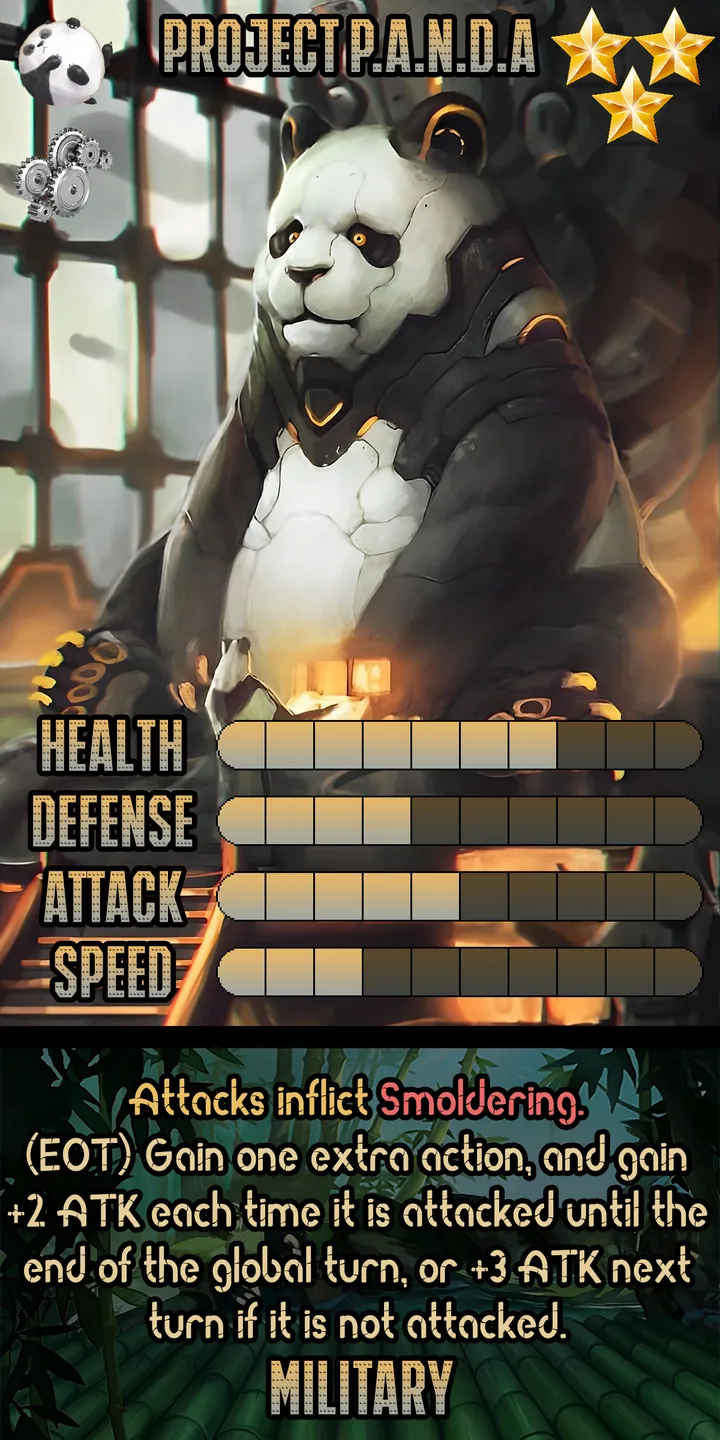 PROJECT P.A.N.D.A
HEALTH
DEFENSE
ATTACK
SPEED
Attacks inflict Smoldering.
(EOT) Gain one extra action, and gain
+2 ATK each time it is attacked until the
end of the global turn, or +3 ATK next
turn if it is not attacked.
MILITARY